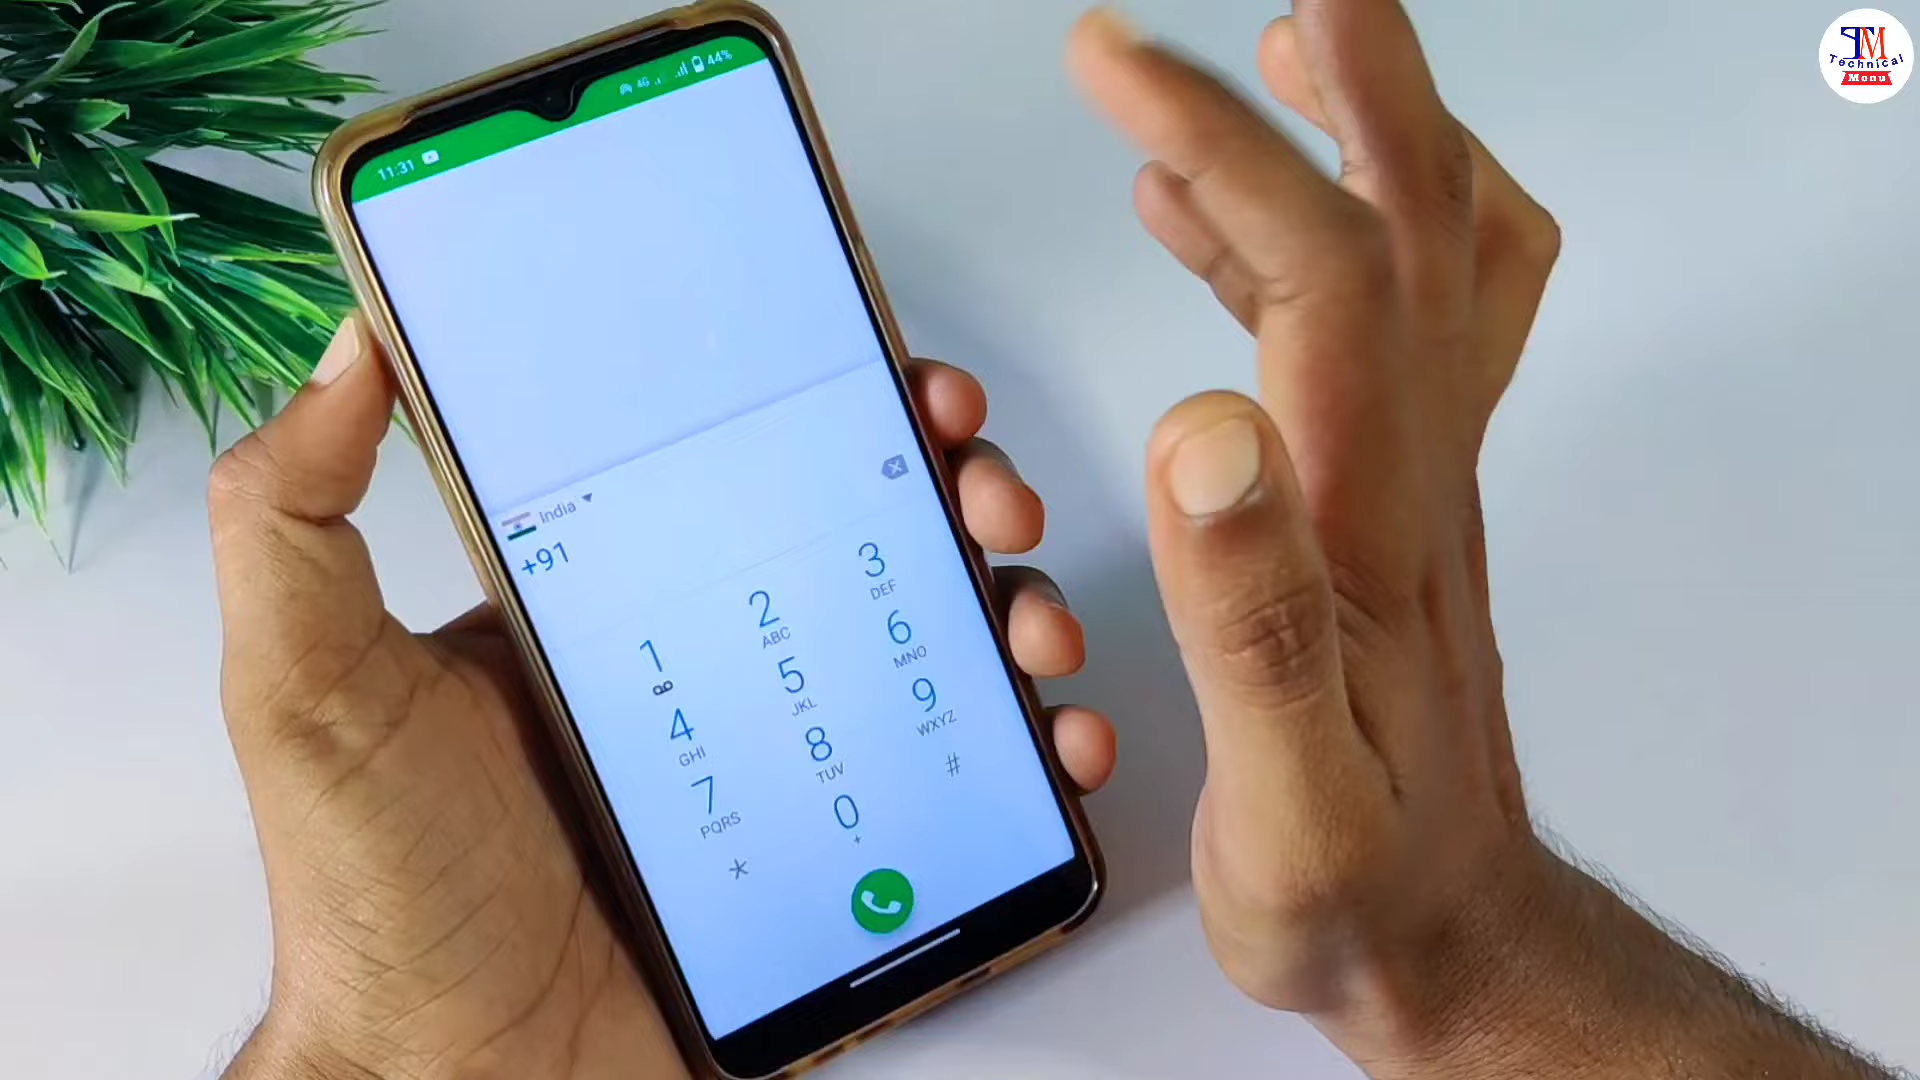 TM
Technical
Monu
11:31
4G
44%
India
+91
1
2
ABC
3
DEF
4
GHI
5
JKL
6
MNO
7
PQRS
8
TUV
9
WXYZ
*
0
+
#